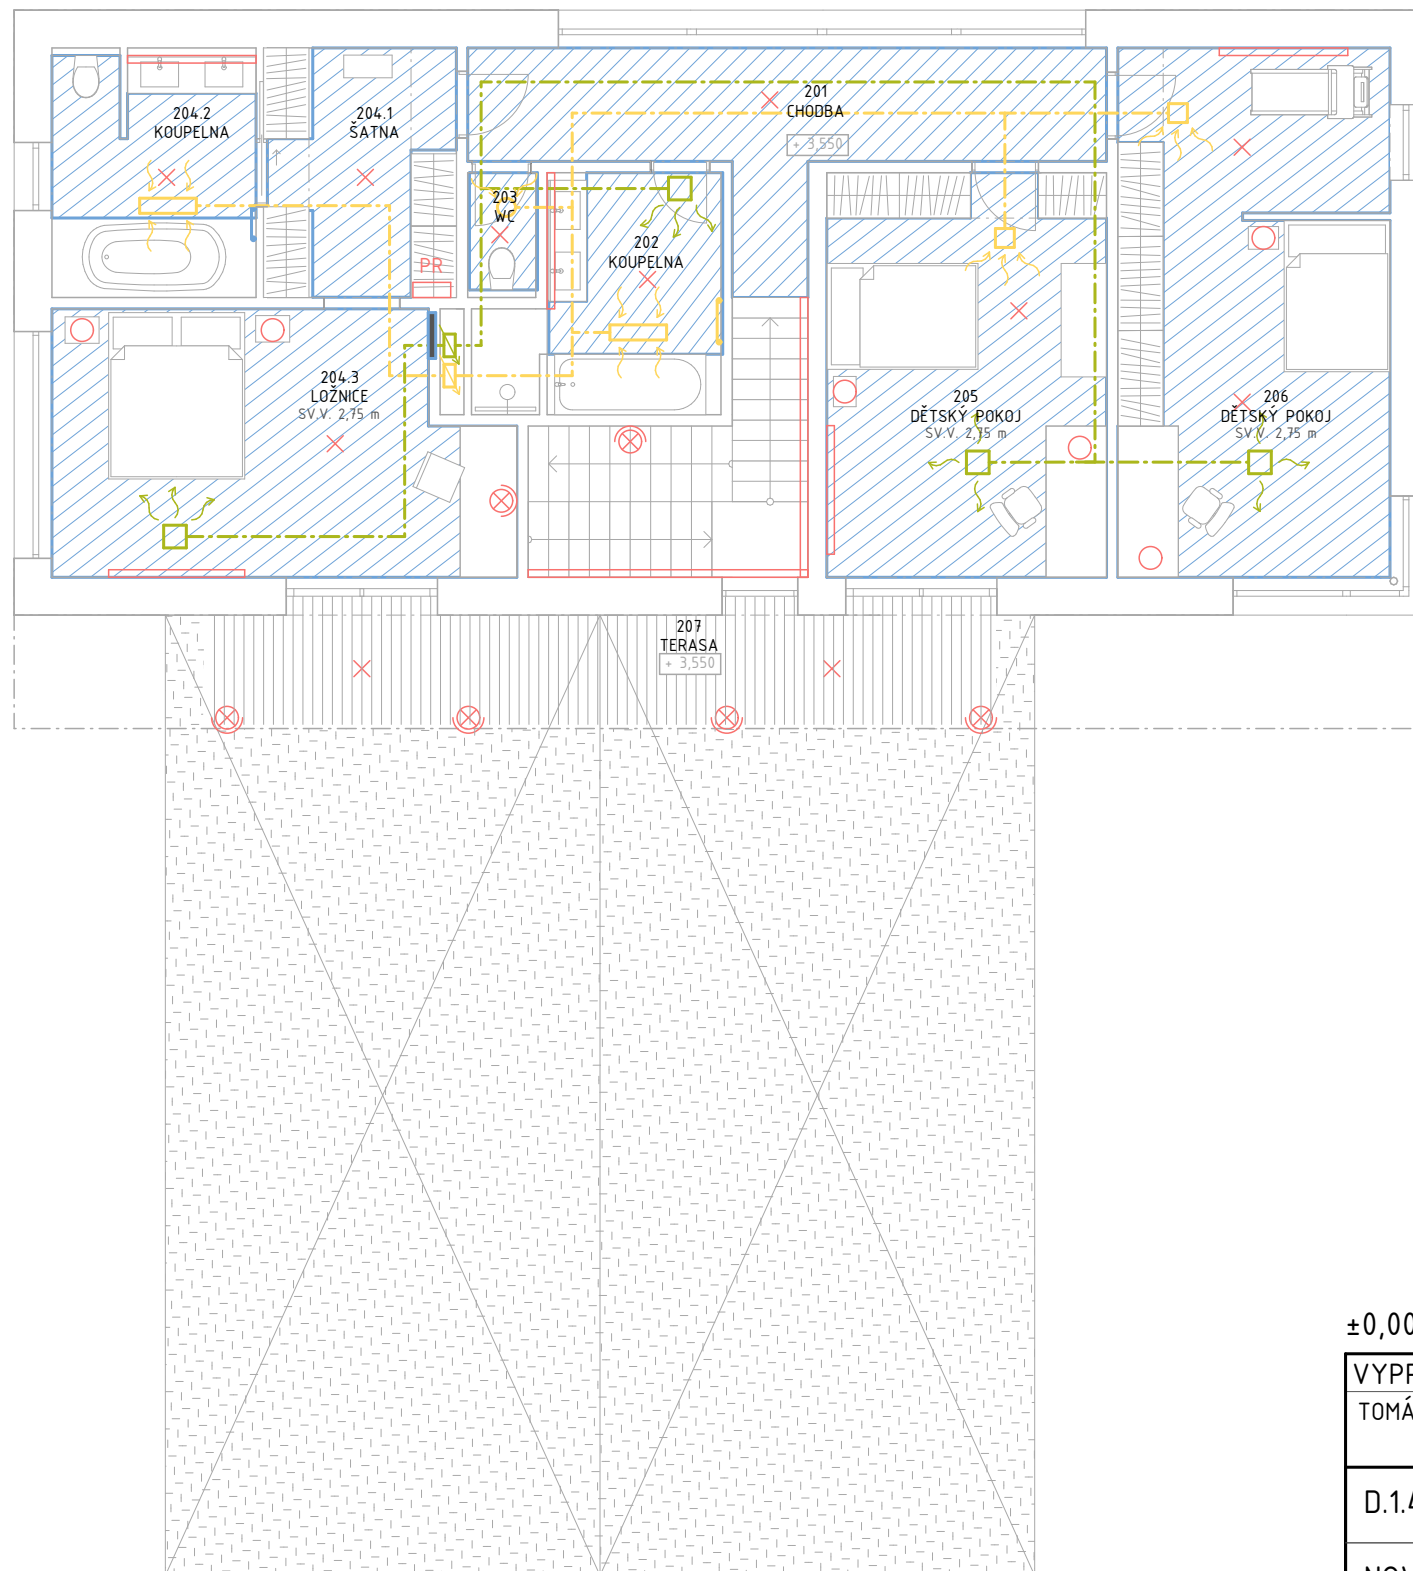 204.2
KOUPELNA
204.1
ŠATNA
201
CHODBA
+ 3,550
203
WC
202
KOUPELNA
PR
204.3
LOŽNICE
SV.V. 2,75 m
205
DĚTSKÝ POKOJ
SV.V. 2,75 m
206
DĚTSKÝ POKOJ
SV.V. 2,75 m
207
TERASA
+ 3,550
±0,00
TOMÁ
D.1.4